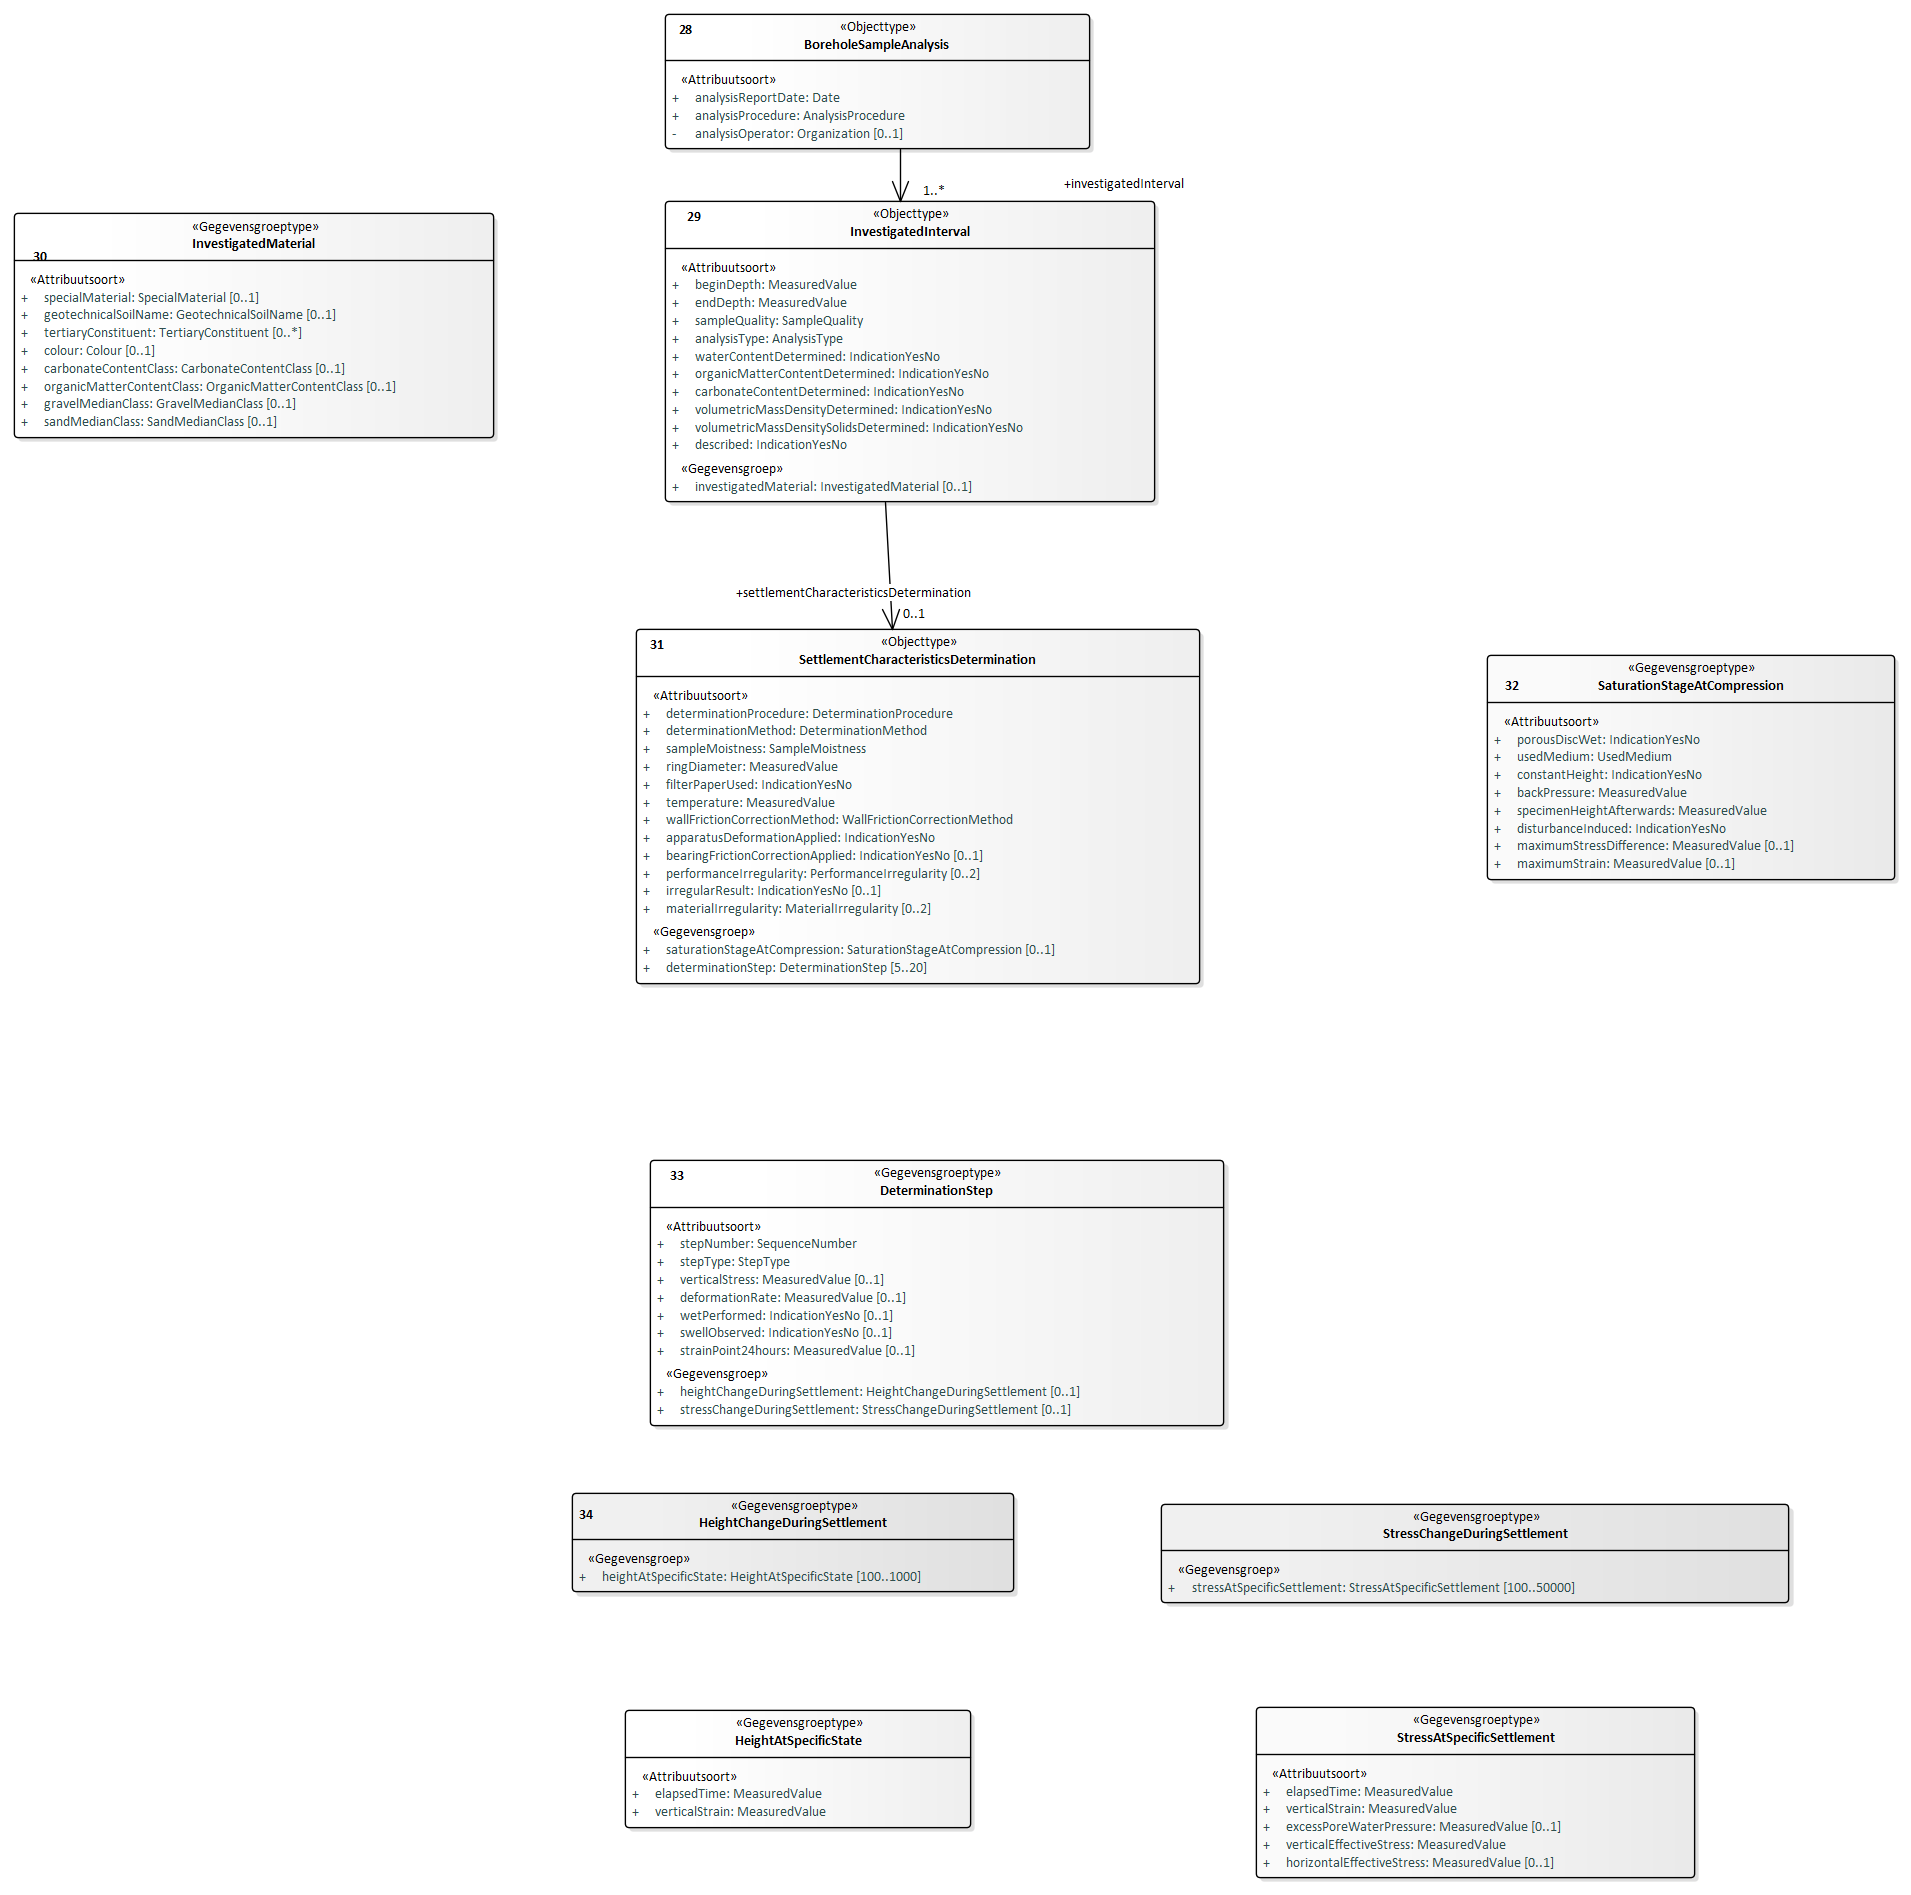 28
«Objecttype»
BoreholeSampleAnalysis
«Attribuutsoort»
+ analysisReportDate: Date
+ analysisProcedure: AnalysisProcedure
- analysisOperator: Organization [0..1]
1..*
+investigatedInterval
30
«Gegevensgroeptype»
InvestigatedMaterial
«Attribuutsoort»
+ specialMaterial: SpecialMaterial [0..1]
+ geotechnicalSoilName: GeotechnicalSoilName [0..1]
+ tertiaryConstituent: TertiaryConstituent [0..*]
+ colour: Colour [0..1]
+ carbonateContentClass: CarbonateContentClass [0..1]
+ organicMatterContentClass: OrganicMatterContentClass [0..1]
+ gravelMedianClass: GravelMedianClass [0..1]
+ sandMedianClass: SandMedianClass [0..1]
29
«Objecttype»
InvestigatedInterval
«Attribuutsoort»
+ beginDepth: MeasuredValue
+ endDepth: MeasuredValue
+ sampleQuality: SampleQuality
+ analysisType: AnalysisType
+ waterContentDetermined: IndicationYesNo
+ organicMatterContentDetermined: IndicationYesNo
+ carbonateContentDetermined: IndicationYesNo
+ volumetricMassDensityDetermined: IndicationYesNo
+ volumetricMassDensitySolidsDetermined: IndicationYesNo
+ described: IndicationYesNo
«Gegevensgroep»
+ investigatedMaterial: InvestigatedMaterial [0..1]
+settlementCharacteristicsDetermination
0..1
31
«Objecttype»
SettlementCharacteristicsDetermination
«Attribuutsoort»
+ determinationProcedure: DeterminationProcedure
+ determinationMethod: DeterminationMethod
+ sampleMoistness: SampleMoistness
+ ringDiameter: MeasuredValue
+ filterPaperUsed: IndicationYesNo
+ temperature: MeasuredValue
+ wallFrictionCorrectionMethod: WallFrictionCorrectionMethod
+ apparatusDeformationApplied: IndicationYesNo
+ bearingFrictionCorrectionApplied: IndicationYesNo [0..1]
+ performanceIrregularity: PerformanceIrregularity [0..2]
+ irregularResult: IndicationYesNo [0..1]
+ materialIrregularity: MaterialIrregularity [0..2]
«Gegevensgroep»
+ saturationStageAtCompression: SaturationStageAtCompression [0..1]
+ determinationStep: DeterminationStep [5..20]
32
«Gegevensgroeptype»
SaturationStageAtCompression
«Attribuutsoort»
+ porousDiscWet: IndicationYesNo
+ usedMedium: UsedMedium
+ constantHeight: IndicationYesNo
+ backPressure: MeasuredValue
+ specimenHeightAfterwards: MeasuredValue
+ disturbanceInduced: IndicationYesNo
+ maximumStressDifference: MeasuredValue [0..1]
+ maximumStrain: MeasuredValue [0..1]
33
«Gegevensgroeptype»
DeterminationStep
«Attribuutsoort»
+ stepNumber: SequenceNumber
+ stepType: StepType
+ verticalStress: MeasuredValue [0..1]
+ deformationRate: MeasuredValue [0..1]
+ wetPerformed: IndicationYesNo [0..1]
+ swellObserved: IndicationYesNo [0..1]
+ strainPoint24hours: MeasuredValue [0..1]
«Gegevensgroep»
+ heightChangeDuringSettlement: HeightChangeDuringSettlement [0..1]
+ stressChangeDuringSettlement: StressChangeDuringSettlement [0..1]
34
«Gegevensgroeptype»
HeightChangeDuringSettlement
«Gegevensgroep»
+ heightAtSpecificState: HeightAtSpecificState [100..1000]
«Gegevensgroeptype»
StressChangeDuringSettlement
«Gegevensgroep»
+ stressAtSpecificSettlement: StressAtSpecificSettlement [100..50000]
«Gegevensgroeptype»
HeightAtSpecificState
«Attribuutsoort»
+ elapsedTime: MeasuredValue
+ verticalStrain: MeasuredValue
«Gegevensgroeptype»
StressAtSpecificSettlement
«Attribuutsoort»
+ elapsedTime: MeasuredValue
+ verticalStrain: MeasuredValue
+ excessPoreWaterPressure: MeasuredValue [0..1]
+ verticalEffectiveStress: MeasuredValue
+ horizontalEffectiveStress: MeasuredValue [0..1]